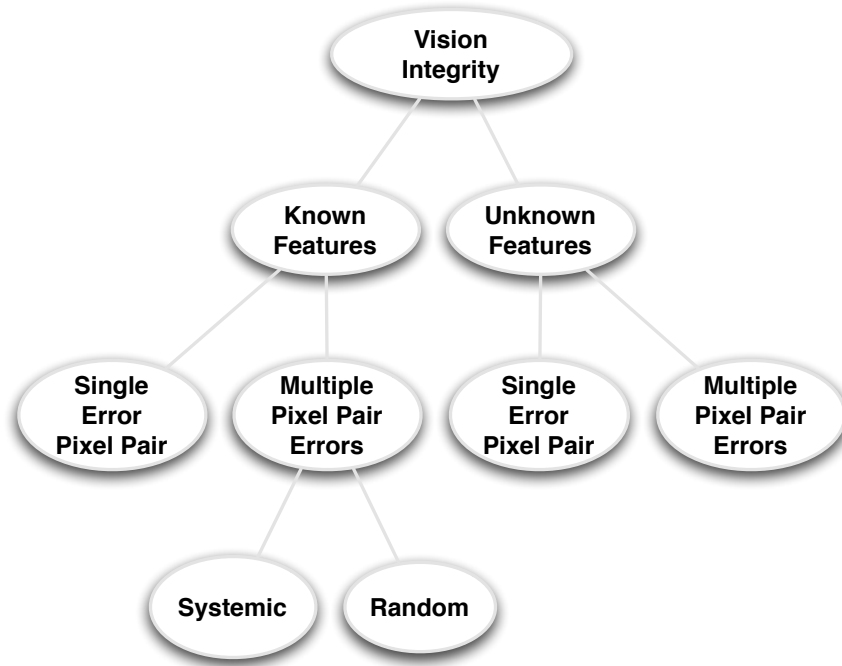 Vision
Integrity
Known
Features
Unknown
Features
Single
Error
Pixel Pair
Multiple
Pixel Pair
Errors
Single
Error
Pixel Pair
Multiple
Pixel Pair
Errors
Systemic
Random